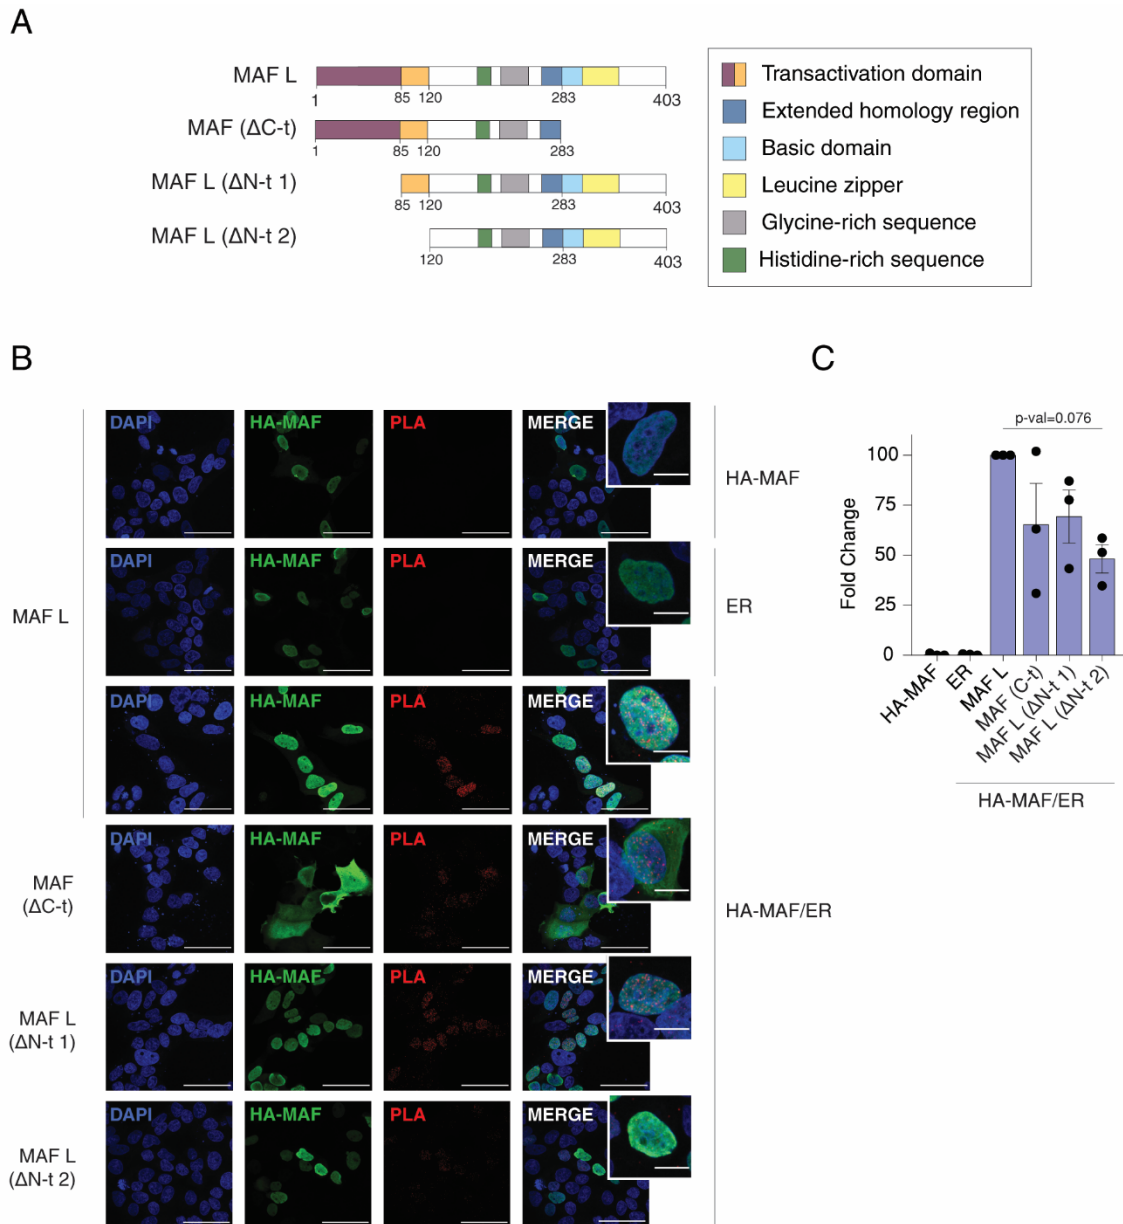 A
MAF L
1 85 120 283 403
MAF (ΔC-t)
1 85 120 283
MAF L (ΔN-t 1)
85 120 283 403
MAF L (ΔN-t 2)
120 283 403
Transactivation domain
Extended homology region
Basic domain
Leucine zipper
Glycine-rich sequence
Histidine-rich sequence
B
DAPI HA-MAF PLA MERGE
HA-MAF
DAPI HA-MAF PLA MERGE
MAF L
ER
DAPI HA-MAF PLA MERGE
DAPI HA-MAF PLA MERGE
MAF
(ΔC-t)
HA-MAF/ER
DAPI HA-MAF PLA MERGE
MAF L
(ΔN-t 1)
DAPI HA-MAF PLA MERGE
MAF L
(ΔN-t 2)
C
p-val=0.076
Fold Change
100
75
50
25
0
HA-MAF
ER
MAF L
MAF (C-t)
MAF L (ΔN-t 1)
MAF L (ΔN-t 2)
HA-MAF/ER